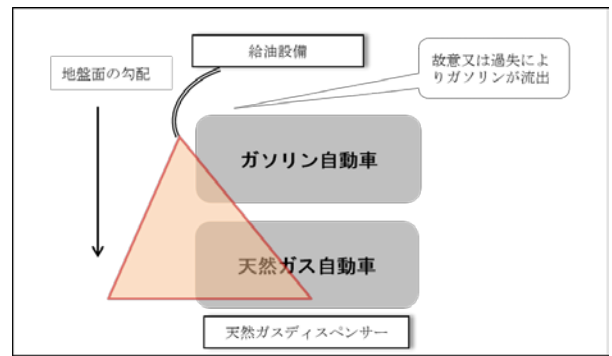 給油設備
地盤面の勾配
故意又は過失によ
りガソリンが流出
ガソリン自動車
天然ガス自動車
天然ガスディスペンサー